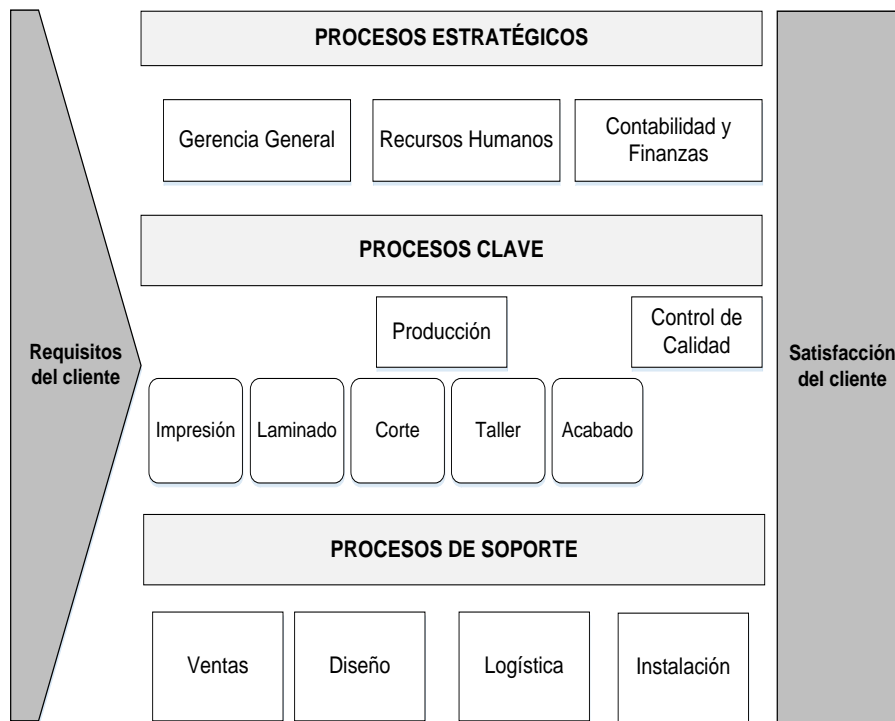 PROCESOS ESTRATÉGICOS
Gerencia General
Recursos Humanos
Contabilidad y
Finanzas
PROCESOS CLAVE
Producción
Control de
Calidad
Requisitos
del cliente
Satisfacción
del cliente
Impresión
Laminado
Corte
Taller
Acabado
PROCESOS DE SOPORTE
Ventas
Diseño
Logística
Instalación